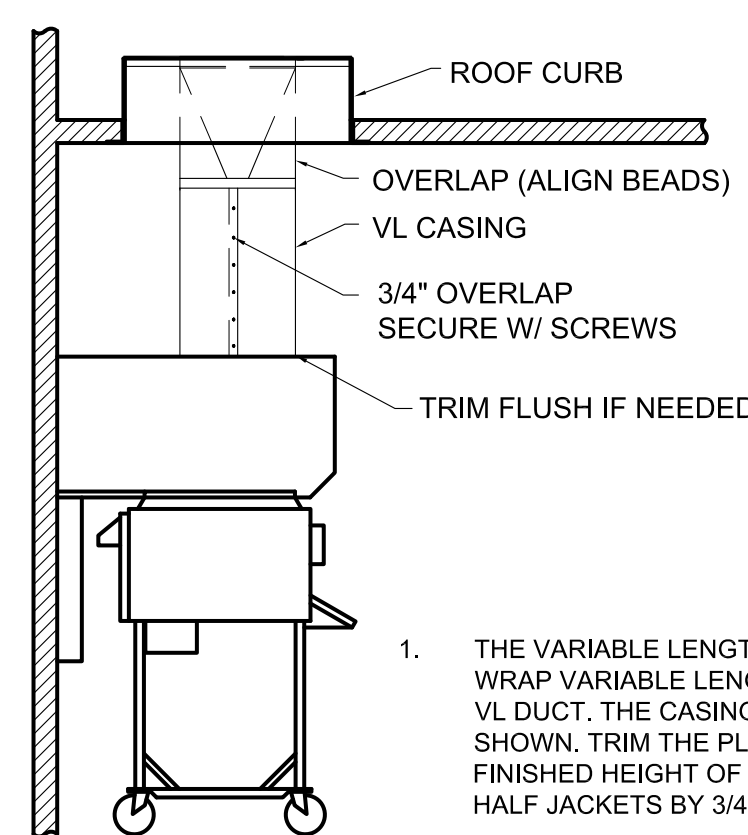 ROOF CURB
OVERLAP (ALIGN BEADS)
VL CASING
3/4" OVERLAP
SECURE W/ SCREWS
TRIM FLUSH IF NEEDED
1. THE VARIABLE LENGT
WRAP VARIABLE LENG
VL DUCT. THE CASING
SHOWN. TRIM THE PL
FINISHED HEIGHT OF
HALF JACKETS BY 3/4